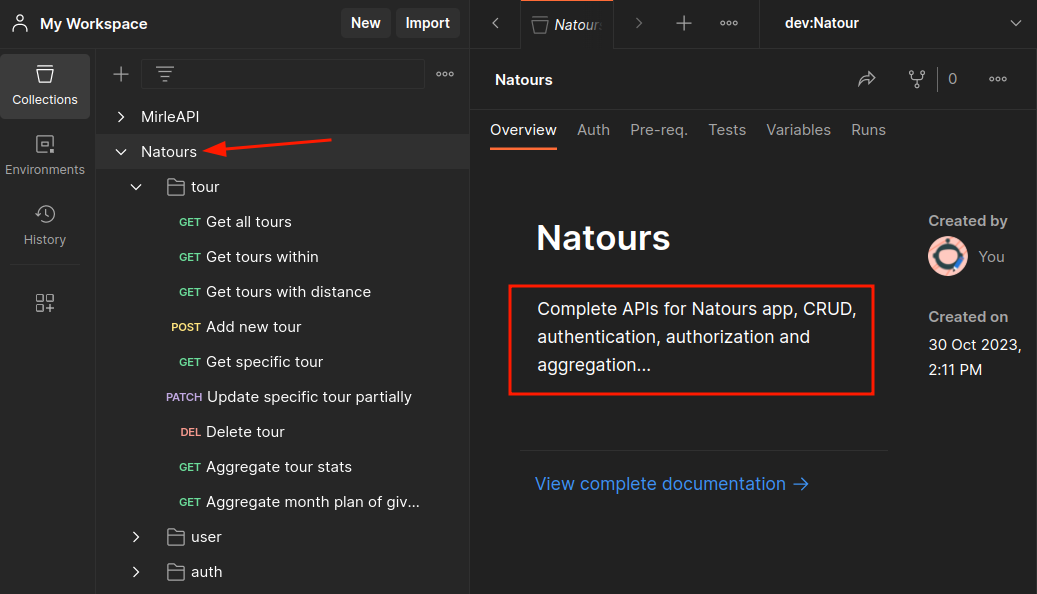 My Workspace
New
Import
Natour
dev:Natour
Collections
Environments
History
MirleAPI
Natours
tour
GET Get all tours
GET Get tours within
GET Get tours with distance
POST Add new tour
GET Get specific tour
PATCH Update specific tour partially
DEL Delete tour
GET Aggregate tour stats
GET Aggregate month plan of giv...
user
auth
Natours
0
Overview Auth Pre-req. Tests Variables Runs
Natours
Complete APIs for Natours app, CRUD,
authentication, authorization and
aggregation...
View complete documentation →
Created by
You
Created on
30 Oct 2023,
2:11 PM